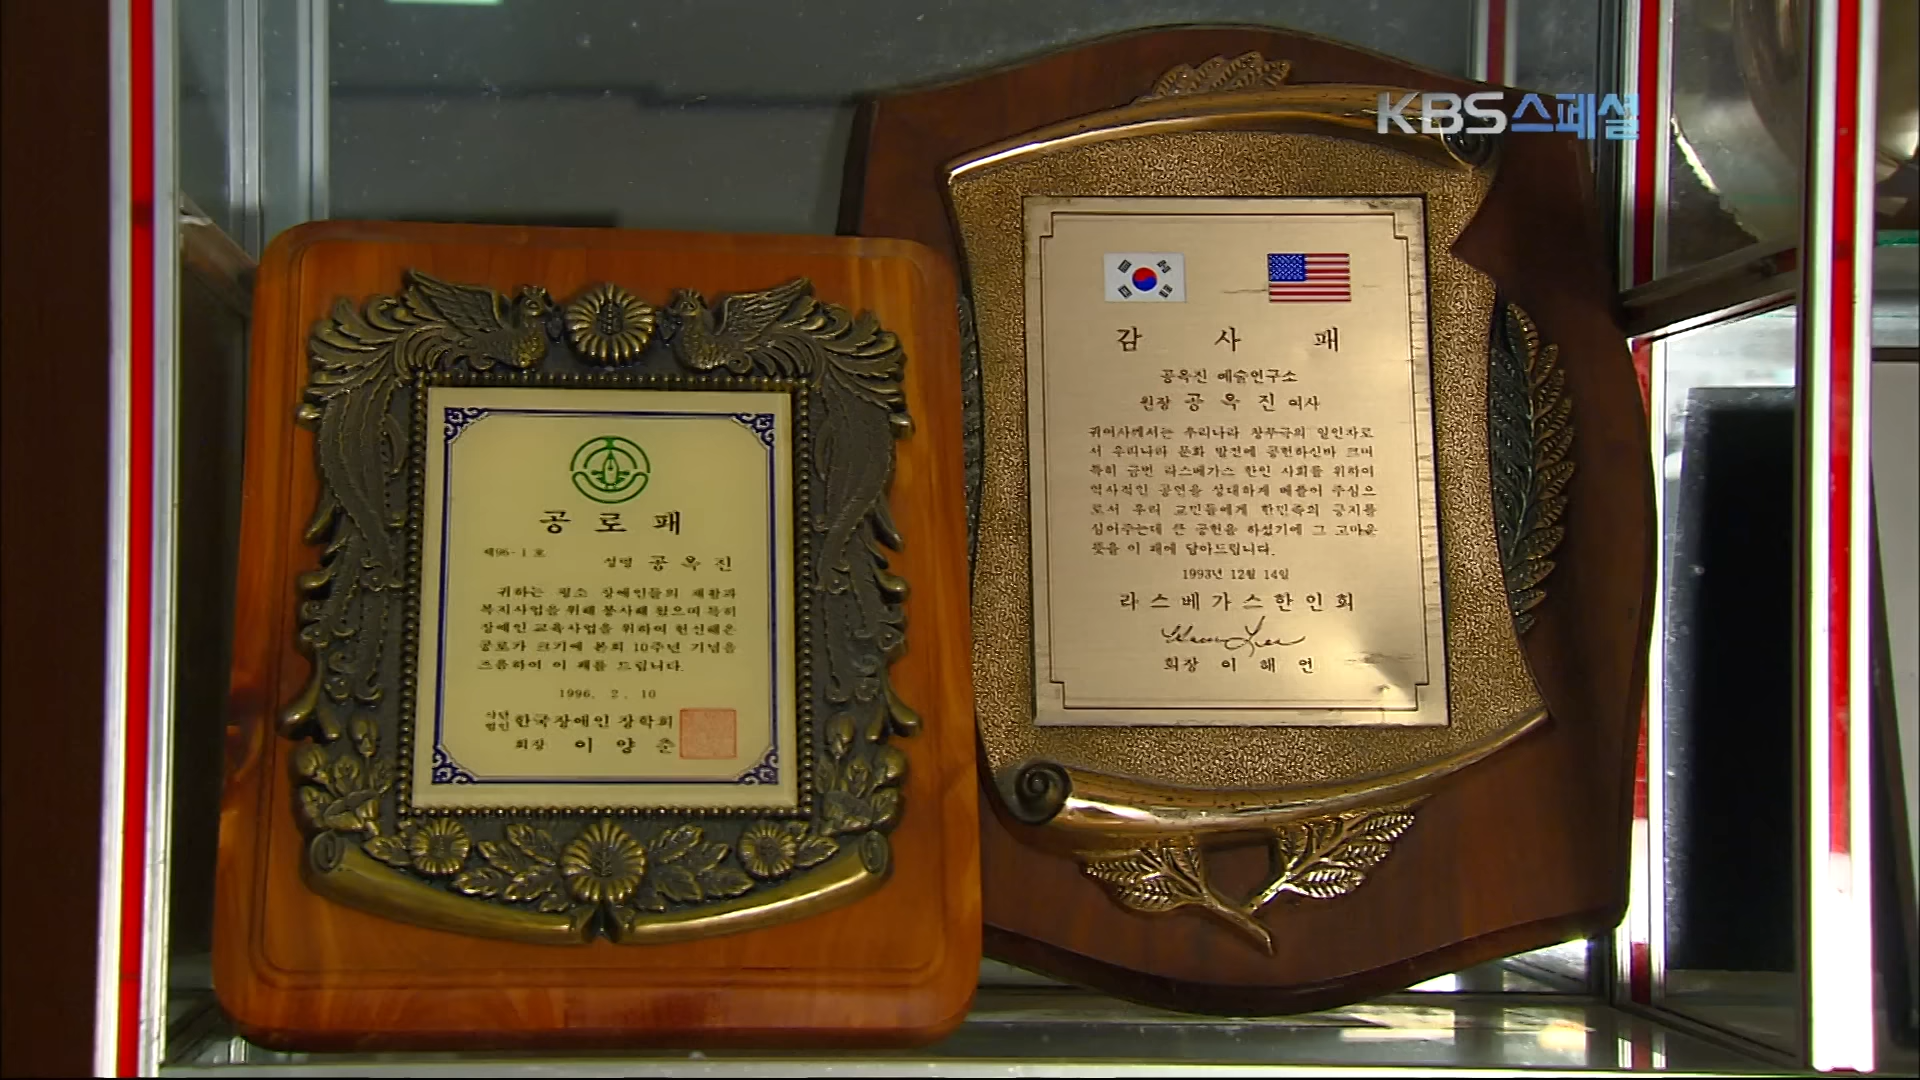 KBS스페셜
공로패
제96-1호
성명 공옥진
귀하는 평소 장애인들의 재활과
복지사업을 위해 봉사해 왔으며 특히
장애인 교육사업을 위하여 헌신해온
공로가 크기에 본회 10주년 기념을
즈음하여 이 패를 드립니다.
1996. 2. 10
사단법인 한국장애인 장학회
회장 이양춘
감사패
공옥진 예술연구소
원장 공옥진 여사
귀여사께서는 우리나라 창무극의 일인자로
서 우리나라 문화 발전에 공헌하신바 크며
특히 금번 라스베가스 한인 사회를 위하여
역사적인 공연을 성대하게 베풀어 주심으
로서 우리 교민들에게 한민족의 긍지를
심어주는데 큰 공헌을 하셨기에 그 고마운
뜻을 이 패에 담아드립니다.
1993년 12월 14일
라스베가스한인회
회장 이해언